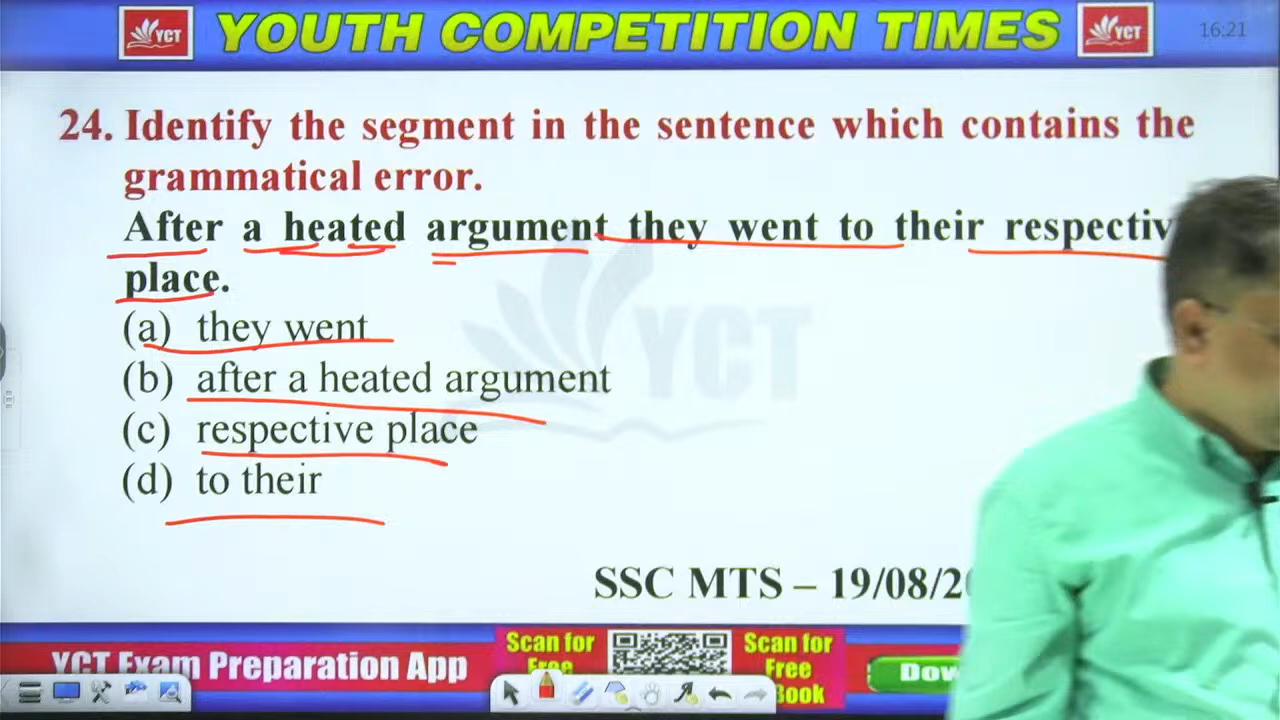 YCT YOUTH COMPETITION TIMES YCT 16:21
24. Identify the segment in the sentence which contains the
grammatical error.
After a heated argument they went to their respectiv
place.
(a) they went
(b) after a heated argument
(c) respective place
(d) to their
YCT
SSC MTS – 19/08/20
YCT Exam Preparation App
Scan for
Free
Scan for
Free
Book
Dow